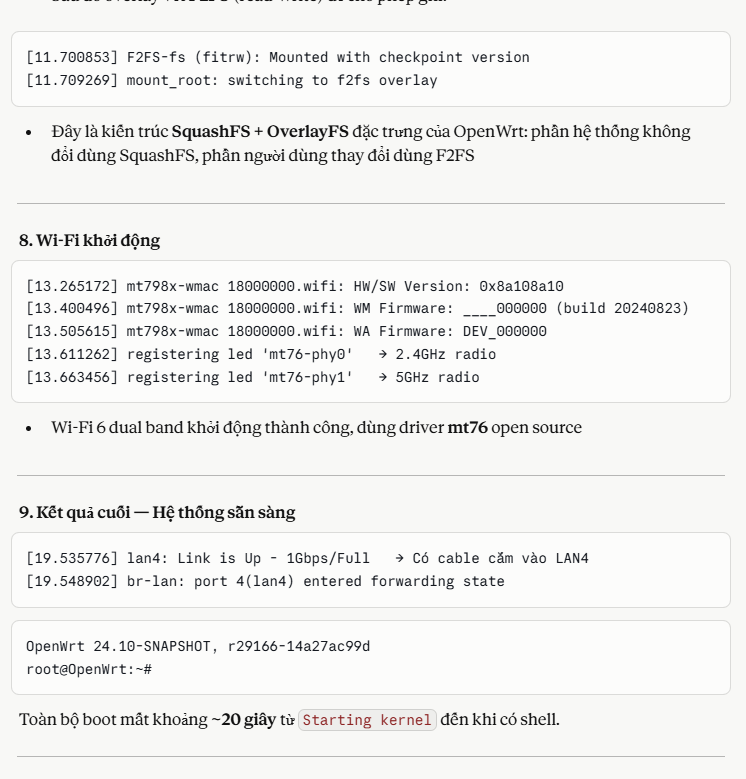 [11.700853] F2FS-fs (fitrw): Mounted with checkpoint version
[11.709269] mount_root: switching to f2fs overlay
• Đây là kiến trúc SquashFS + OverlayFS đặc trưng của OpenWrt: phần hệ thống không
đổi dùng SquashFS, phần người dùng thay đổi dùng F2FS
8. Wi-Fi khởi động
[13.265172] mt798x-wmac 18000000.wifi: HW/SW Version: 0x8a108a10
[13.400496] mt798x-wmac 18000000.wifi: WM Firmware: ____000000 (build 20240823)
[13.505615] mt798x-wmac 18000000.wifi: WA Firmware: DEV_000000
[13.611262] registering led 'mt76-phy0'   → 2.4GHz radio
[13.663456] registering led 'mt76-phy1'   → 5GHz radio
• Wi-Fi 6 dual band khởi động thành công, dùng driver mt76 open source
9. Kết quả cuối — Hệ thống sẵn sàng
[19.535776] lan4: Link is Up - 1Gbps/Full   → Có cable cắm vào LAN4
[19.548902] br-lan: port 4(lan4) entered forwarding state
OpenWrt 24.10-SNAPSHOT, r29166-14a27ac99d
root@OpenWrt:~#
Toàn bộ boot mất khoảng ~20 giây từ Starting kernel đến khi có shell.